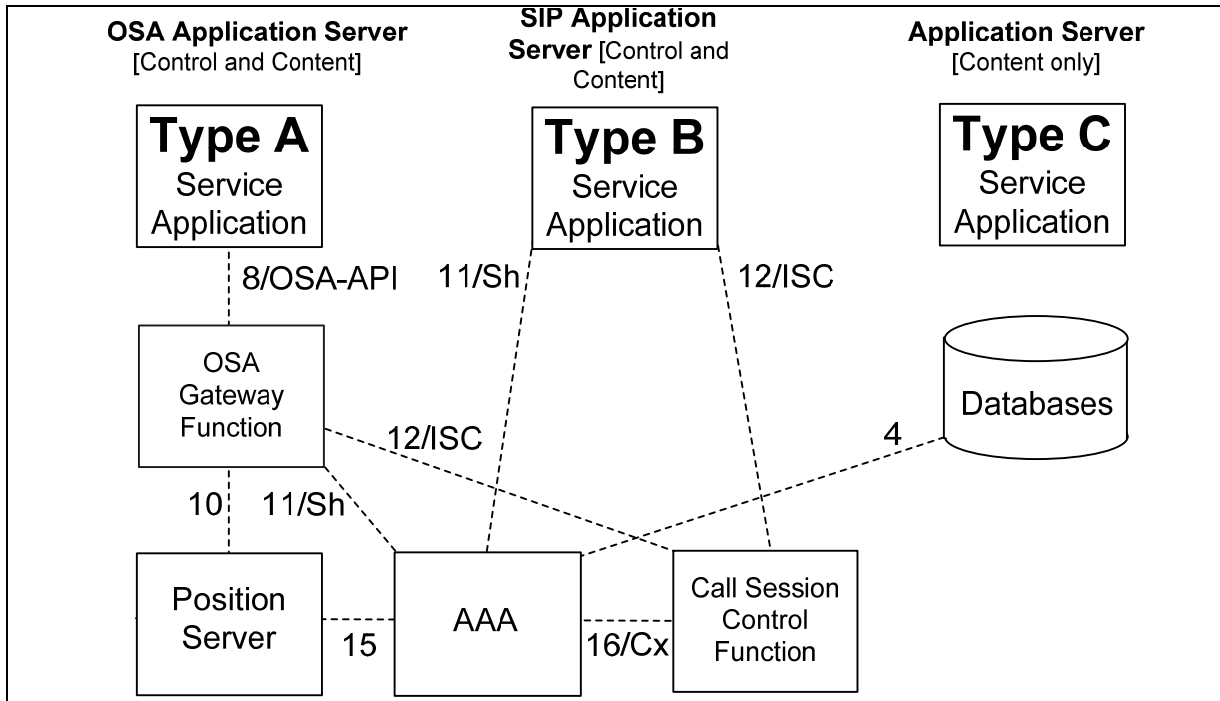 OSA Application Server
[Control and Content]
SIP Application
Server [Control and
Content]
Application Server
[Content only]
Type A
Service
Application
Type B
Service
Application
Type C
Service
Application
8/OSA-API
11/Sh
12/ISC
OSA
Gateway
Function
Databases
12/ISC
4
10
11/Sh
Position
Server
15
AAA
16/Cx
Call Session
Control
Function